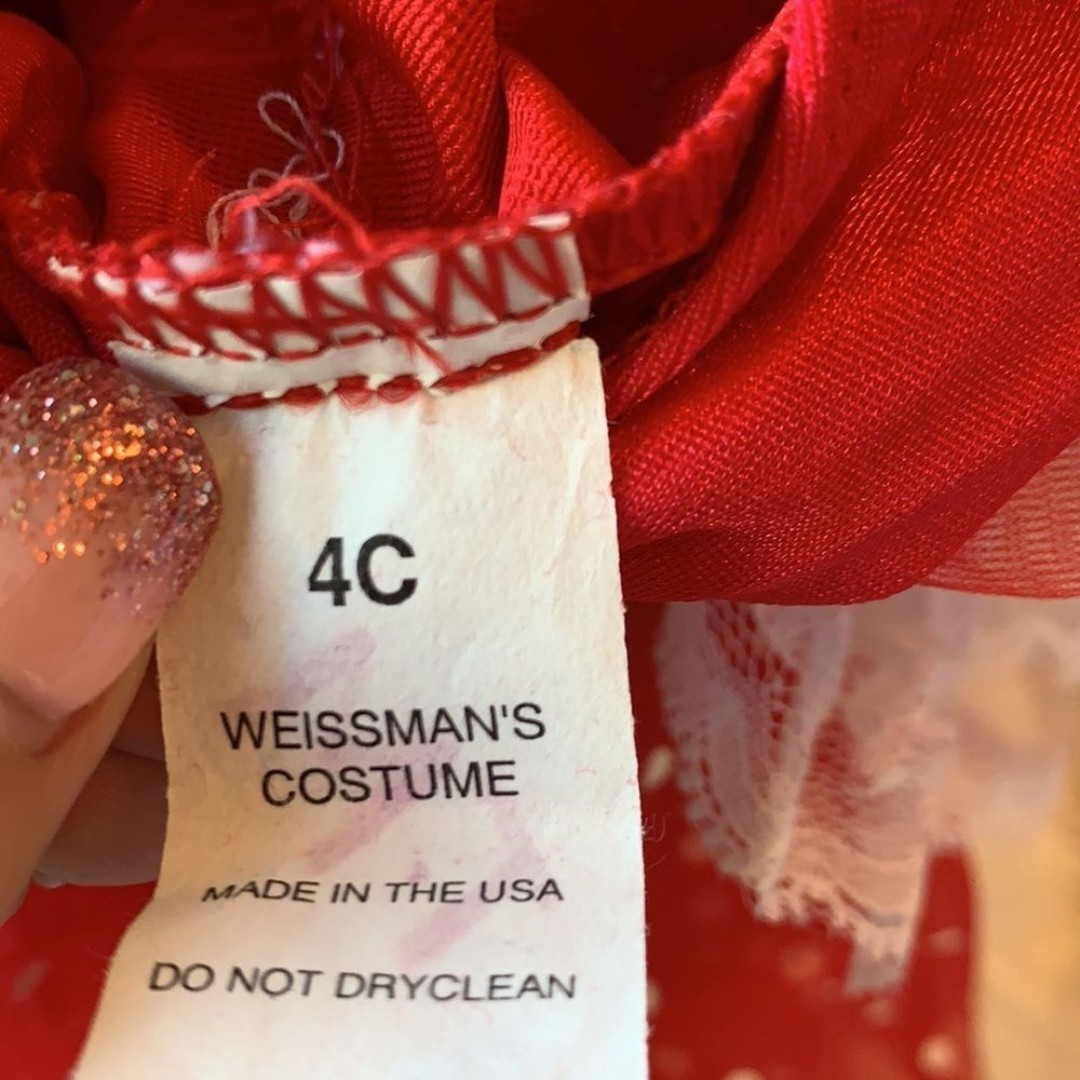 4C
WEISSMAN'S
COSTUME
MADE IN THE USA
DO NOT DRYCLEAN